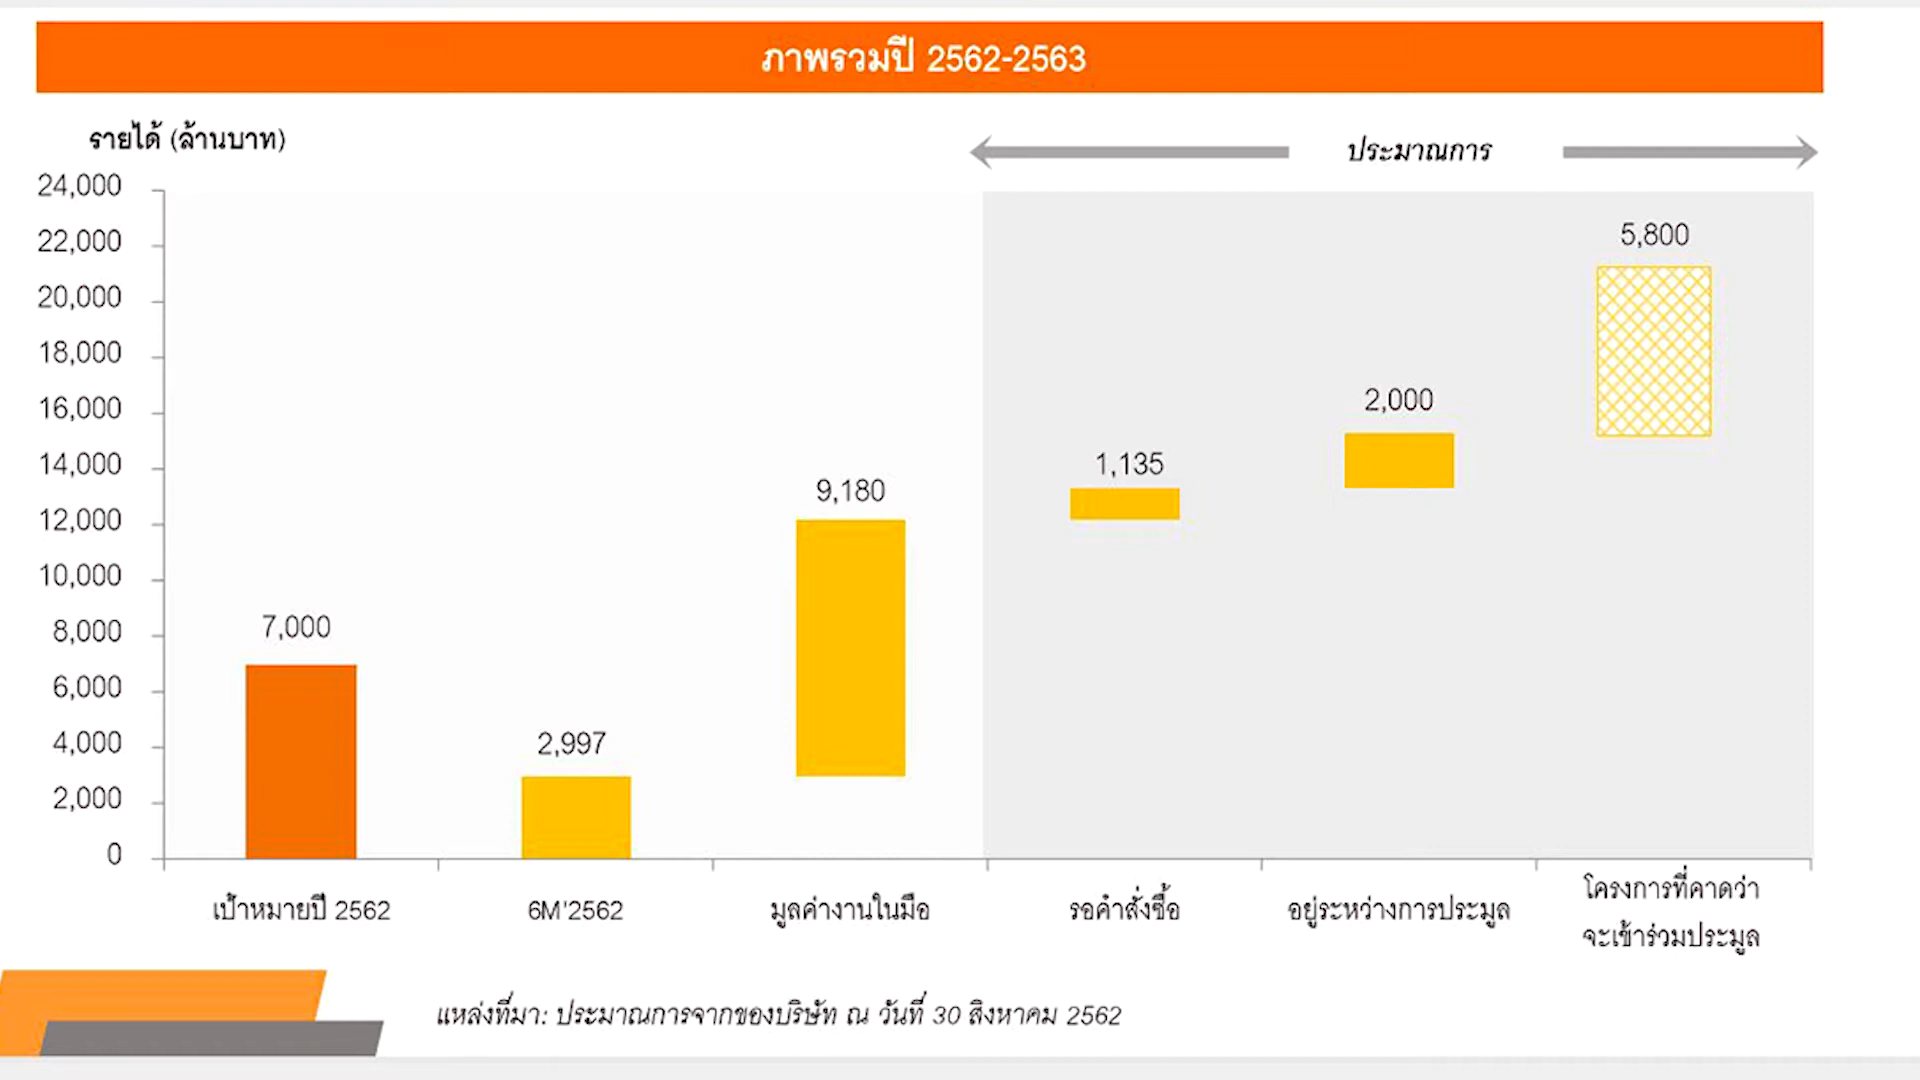 ภาพรวมปี 2562-2563
รายได้ (ล้านบาท)
ประมาณการ
24,000
22,000
20,000
18,000
16,000
14,000
12,000
10,000
8,000
6,000
4,000
2,000
0
7,000
2,997
9,180
1,135
2,000
5,800
เป้าหมายปี 2562
6M'2562
มูลค่างานในมือ
รอคำสั่งซื้อ
อยู่ระหว่างการประมูล
โครงการที่คาดว่า
จะเข้าร่วมประมูล
แหล่งที่มา: ประมาณการจากของบริษัท ณ วันที่ 30 สิงหาคม 2562